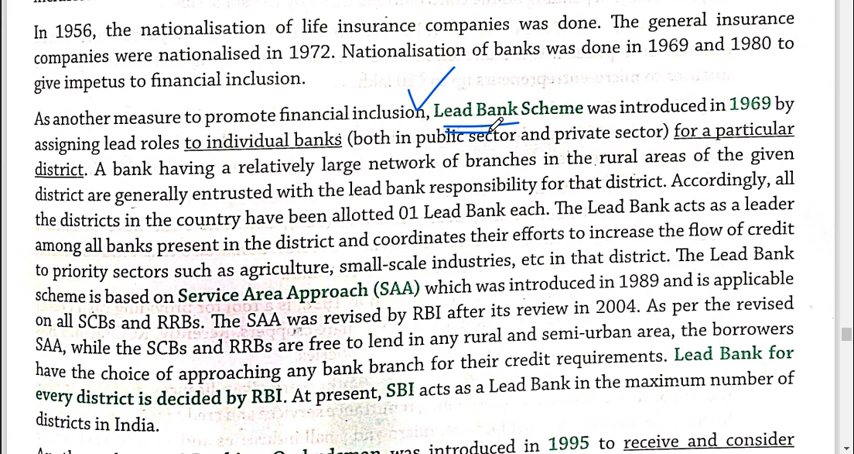 In 1956, the nationalisation of life insurance companies was done. The general insurance
companies were nationalised in 1972. Nationalisation of banks was done in 1969 and 1980 to
give impetus to financial inclusion.
As another measure to promote financial inclusion, Lead Bank Scheme was introduced in 1969 by
assigning lead roles to individual banks (both in public sector and private sector) for a particular
district. A bank having a relatively large network of branches in the rural areas of the given
district are generally entrusted with the lead bank responsibility for that district. Accordingly, all
the districts in the country have been allotted 01 Lead Bank each. The Lead Bank acts as a leader
among all banks present in the district and coordinates their efforts to increase the flow of credit
to priority sectors such as agriculture, small-scale industries, etc in that district. The Lead Bank
scheme is based on Service Area Approach (SAA) which was introduced in 1989 and is applicable
on all SCBs and RRBs. The SAA was revised by RBI after its review in 2004. As per the revised
SAA, while the SCBs and RRBs are free to lend in any rural and semi-urban area, the borrowers
have the choice of approaching any bank branch for their credit requirements. Lead Bank for
every district is decided by RBI. At present, SBI acts as a Lead Bank in the maximum number of
districts in India.
was introduced in 1995 to receive and consider